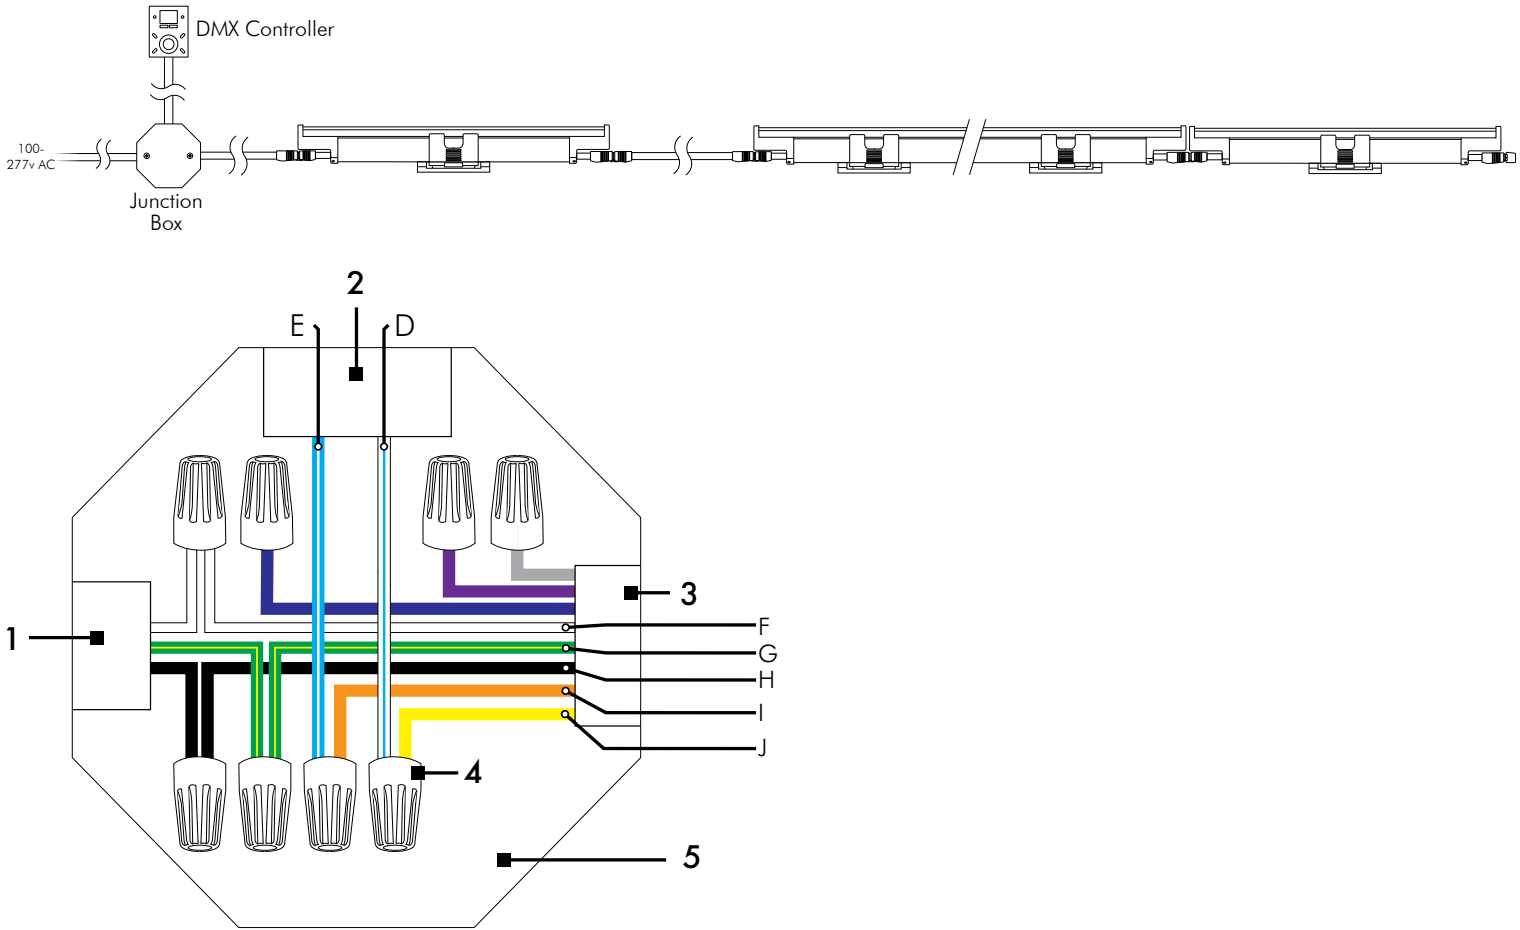 DMX Controller
100-
277v AC
Junction
Box
2
E
D
1
3
F
G
H
I
J
4
5